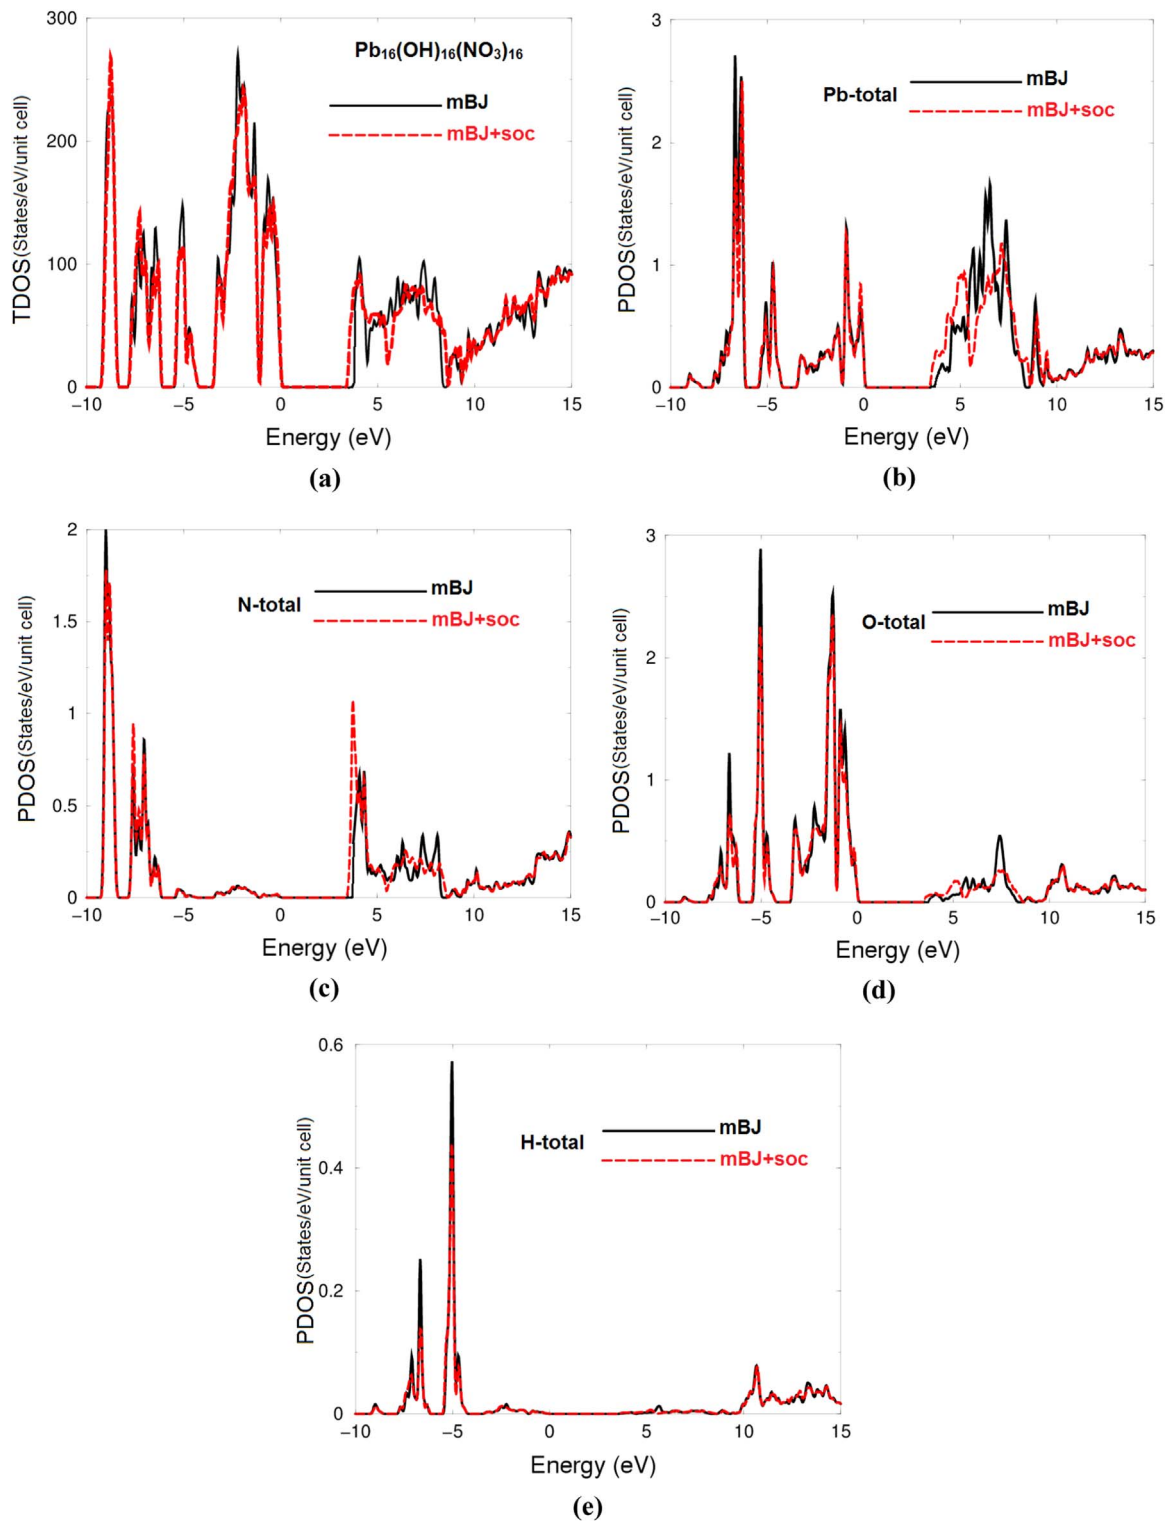 300
200
100
0
TDOS(States/eV/unit cell)
Pb16(OH)16(NO3)16
mBJ
mBJ+soc
−10 −5 0 5 10 15
Energy (eV)
(a)
3
2
1
0
PDOS(States/eV/unit cell)
Pb-total
mBJ
mBJ+soc
−10 −5 0 5 10 15
Energy (eV)
(b)
2
1.5
1
0.5
0
PDOS(States/eV/unit cell)
N-total
mBJ
mBJ+soc
−10 −5 0 5 10 15
Energy (eV)
(c)
3
2
1
0
PDOS(States/eV/unit cell)
O-total
mBJ
mBJ+soc
−10 −5 0 5 10 15
Energy (eV)
(d)
0.6
0.4
0.2
0
PDOS(States/eV/unit cell)
H-total
mBJ
mBJ+soc
−10 −5 0 5 10 15
Energy (eV)
(e)